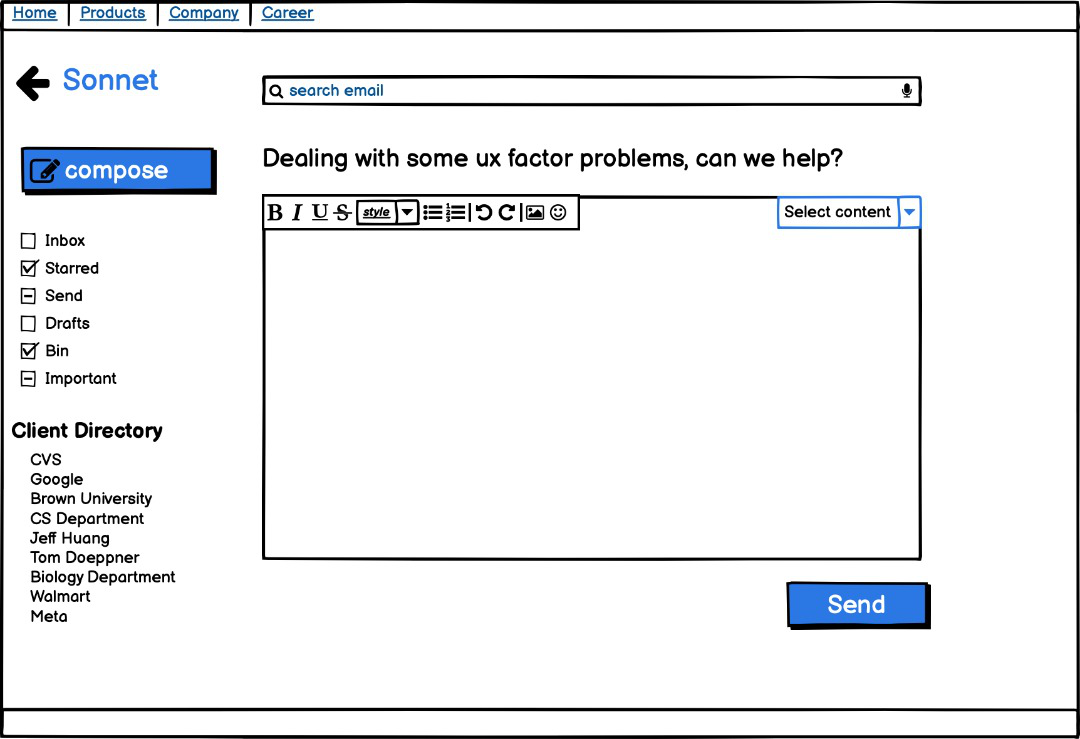 Home Products Company Career
Sonnet
search email
compose
Dealing with some ux factor problems, can we help?
B I U S style
Select content
Inbox
Starred
Send
Drafts
Bin
Important
Client Directory
CVS
Google
Brown University
CS Department
Jeff Huang
Tom Doeppner
Biology Department
Walmart
Meta
Send